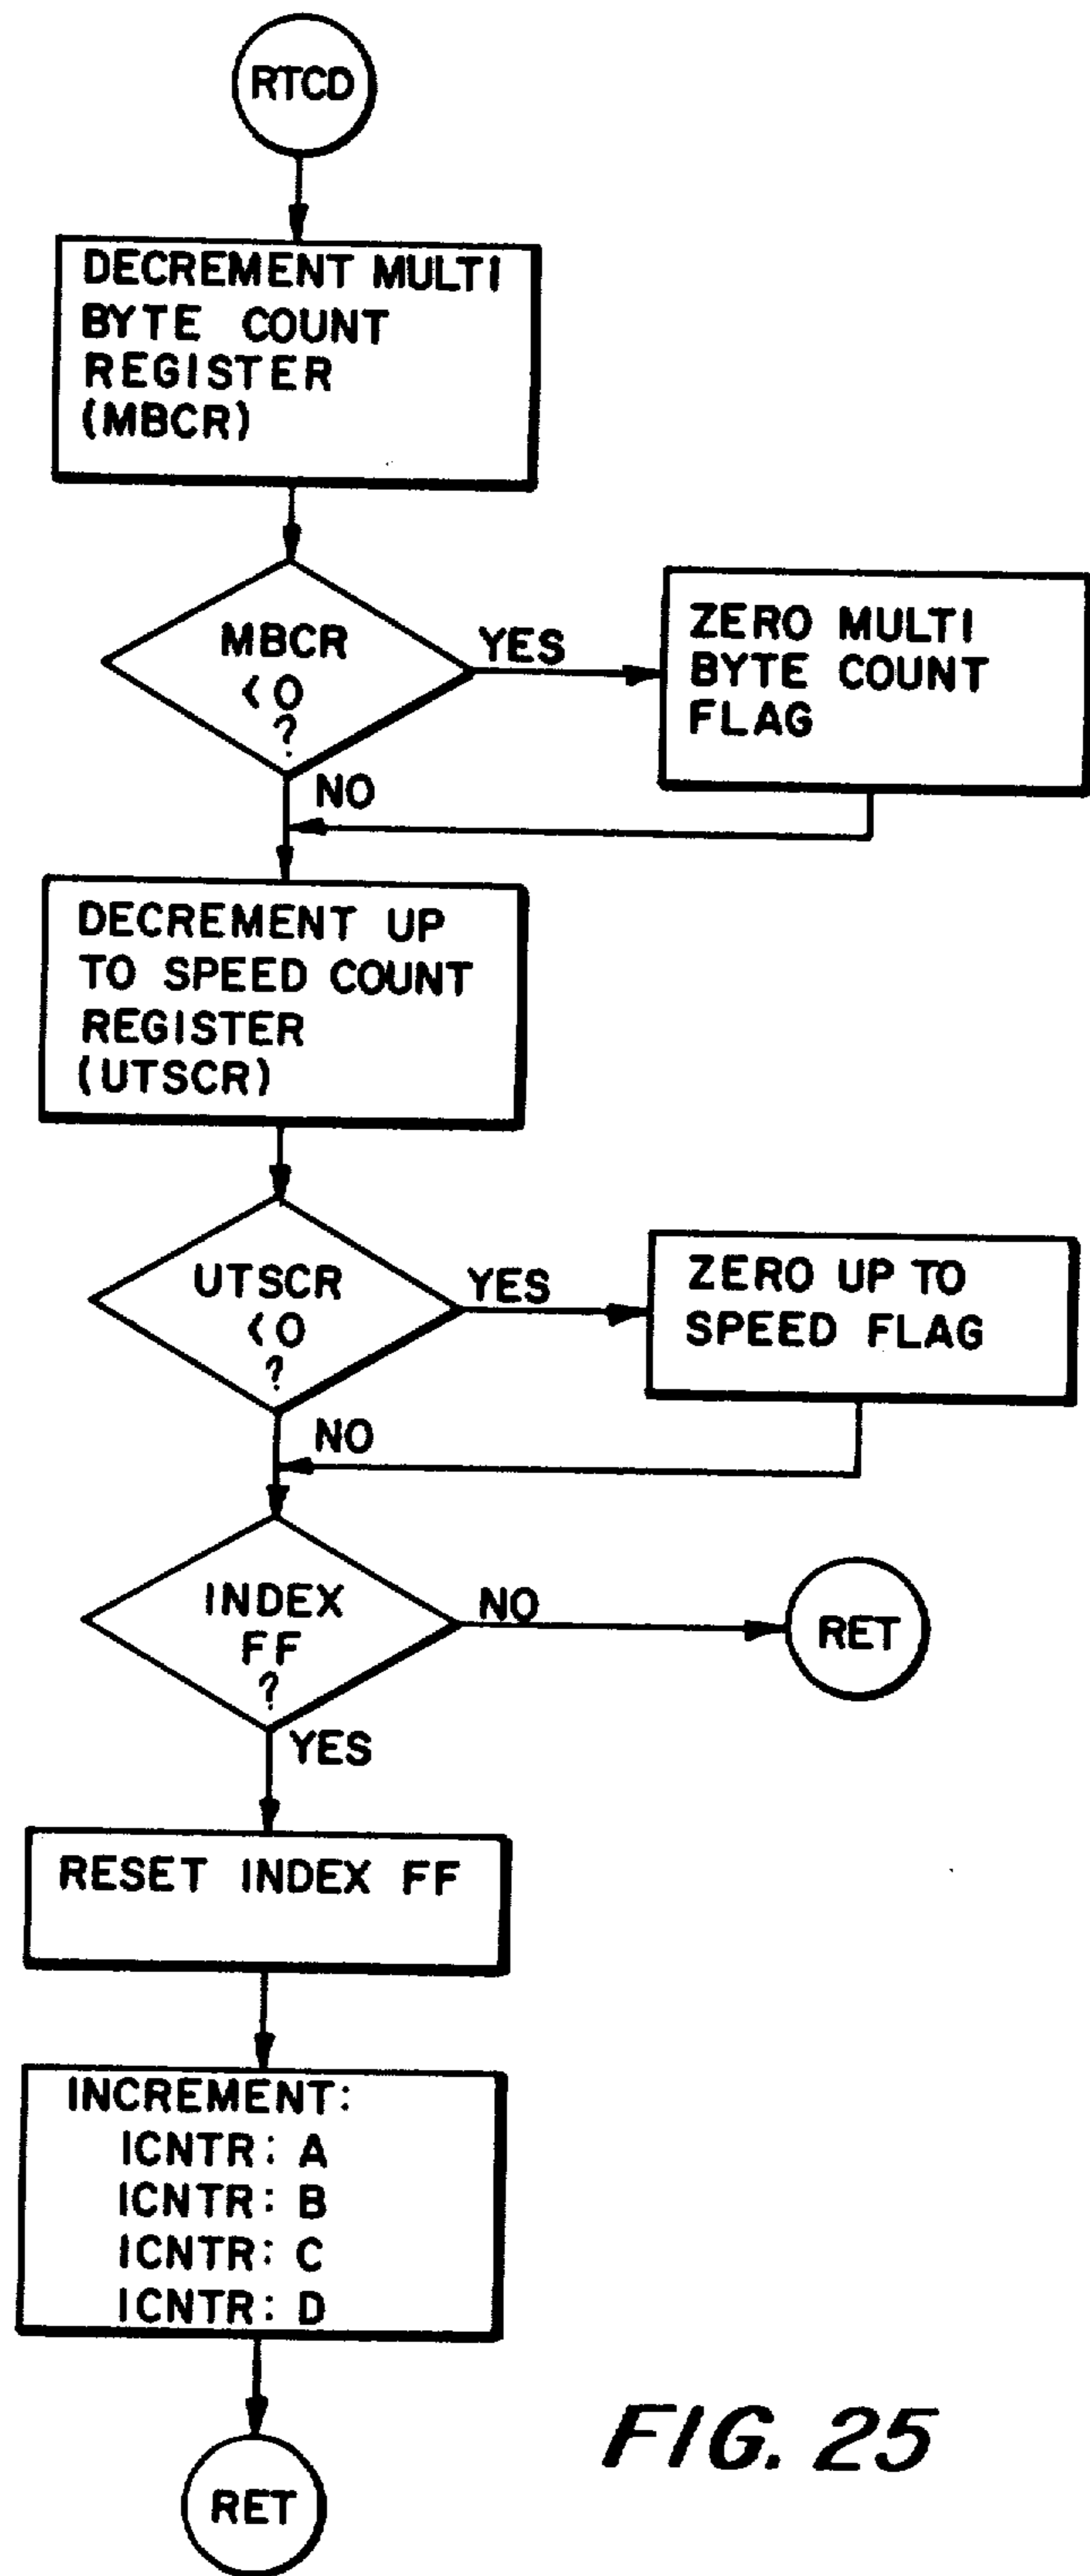 RTCD
DECREMENT MULTI
BYTE COUNT
REGISTER
(MBCR)
MBCR
<0
?
YES
ZERO MULTI
BYTE COUNT
FLAG
NO
DECREMENT UP
TO SPEED COUNT
REGISTER
(UTSCR)
UTSCR
<0
?
YES
ZERO UP TO
SPEED FLAG
NO
INDEX
FF
?
NO
RET
YES
RESET INDEX FF
INCREMENT:
ICNTR: A
ICNTR: B
ICNTR: C
ICNTR: D
RET
FIG. 25